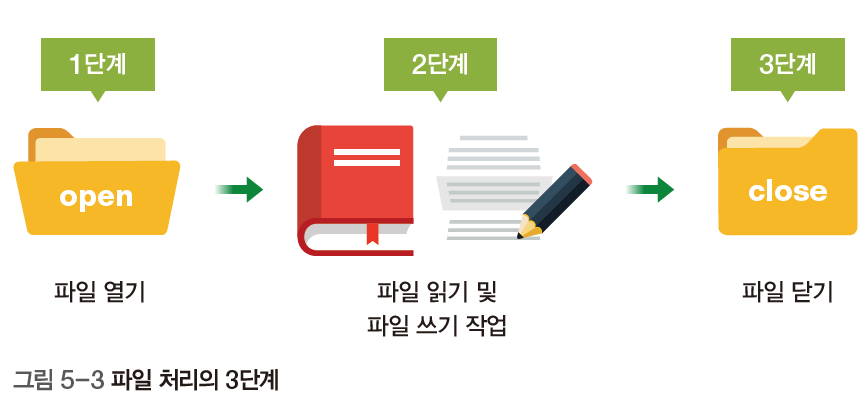 1단계
2단계
3단계
open
close
파일 열기
파일 읽기 및
파일 쓰기 작업
파일 닫기
그림 5-3 파일 처리의 3단계